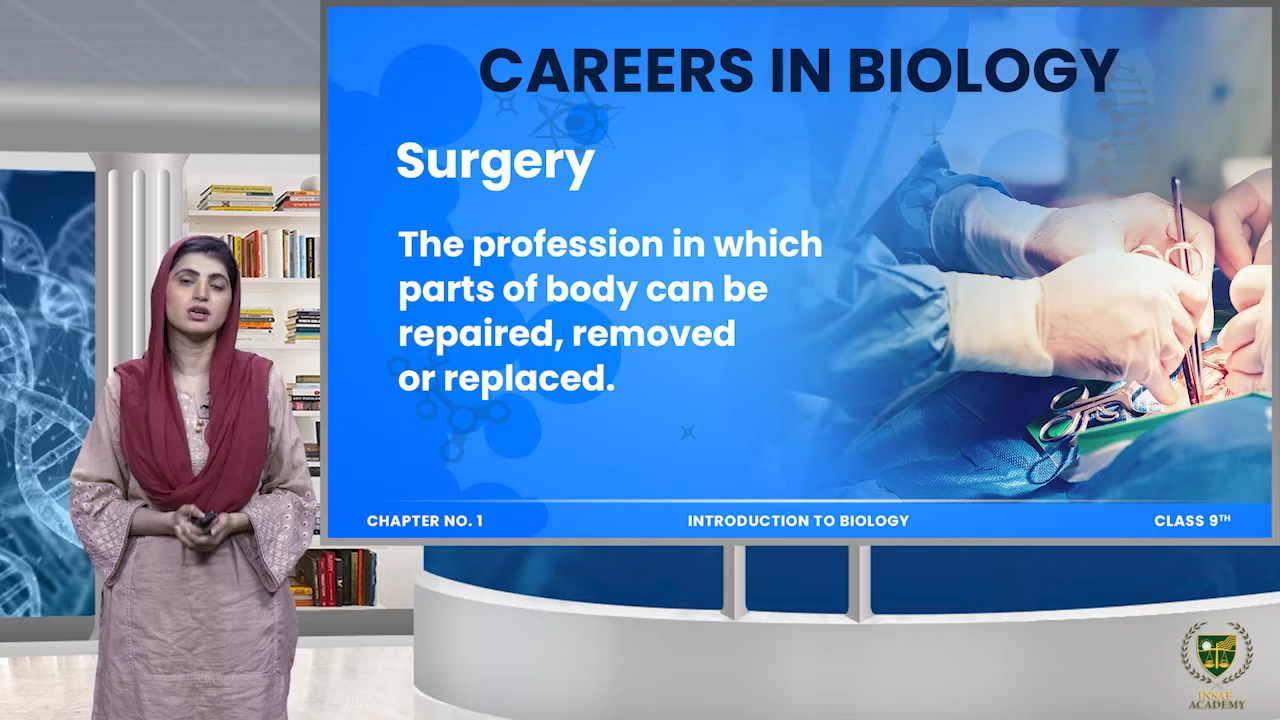 CAREERS IN BIOLOGY
Surgery
The profession in which
parts of body can be
repaired, removed
or replaced.
CHAPTER NO. 1
INTRODUCTION TO BIOLOGY
CLASS 9TH
INSAF
ACADEMY